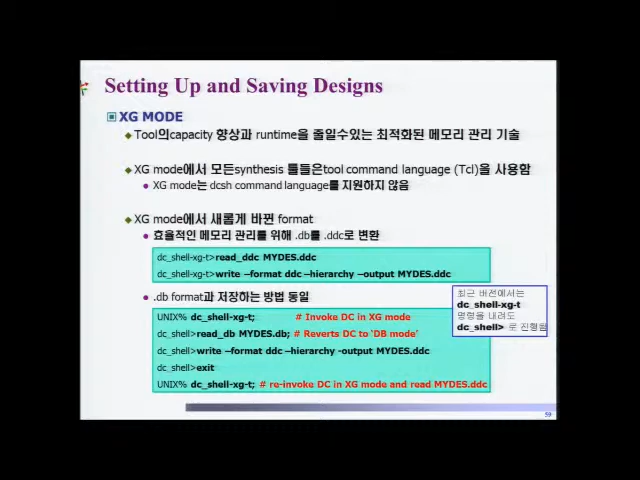 Setting Up and Saving Designs
XG MODE
Tool의capacity 향상과 runtime을 줄일수있는 최적화된 메모리 관리 기술
XG mode에서 모든synthesis 툴들은tool command language (Tcl)을 사용함
XG mode는 dcsh command language를 지원하지 않음
XG mode에서 새롭게 바뀐 format
효율적인 메모리 관리를 위해 .db를 .ddc로 변환
dc_shell-xg-t>read_ddc MYDES.ddc
dc_shell-xg-t>write –format ddc –hierarchy –output MYDES.ddc
.db format과 저장하는 방법 동일
UNIX% dc_shell-xg-t; # Invoke DC in XG mode
dc_shell>read_db MYDES.db; # Reverts DC to 'DB mode'
dc_shell>write –format ddc –hierarchy -output MYDES.ddc
dc_shell>exit
UNIX% dc_shell-xg-t; # re-invoke DC in XG mode and read MYDES.ddc
최근 버전에서는
dc_shell-xg-t
명령을 내려도
dc_shell> 로 진행됨
59